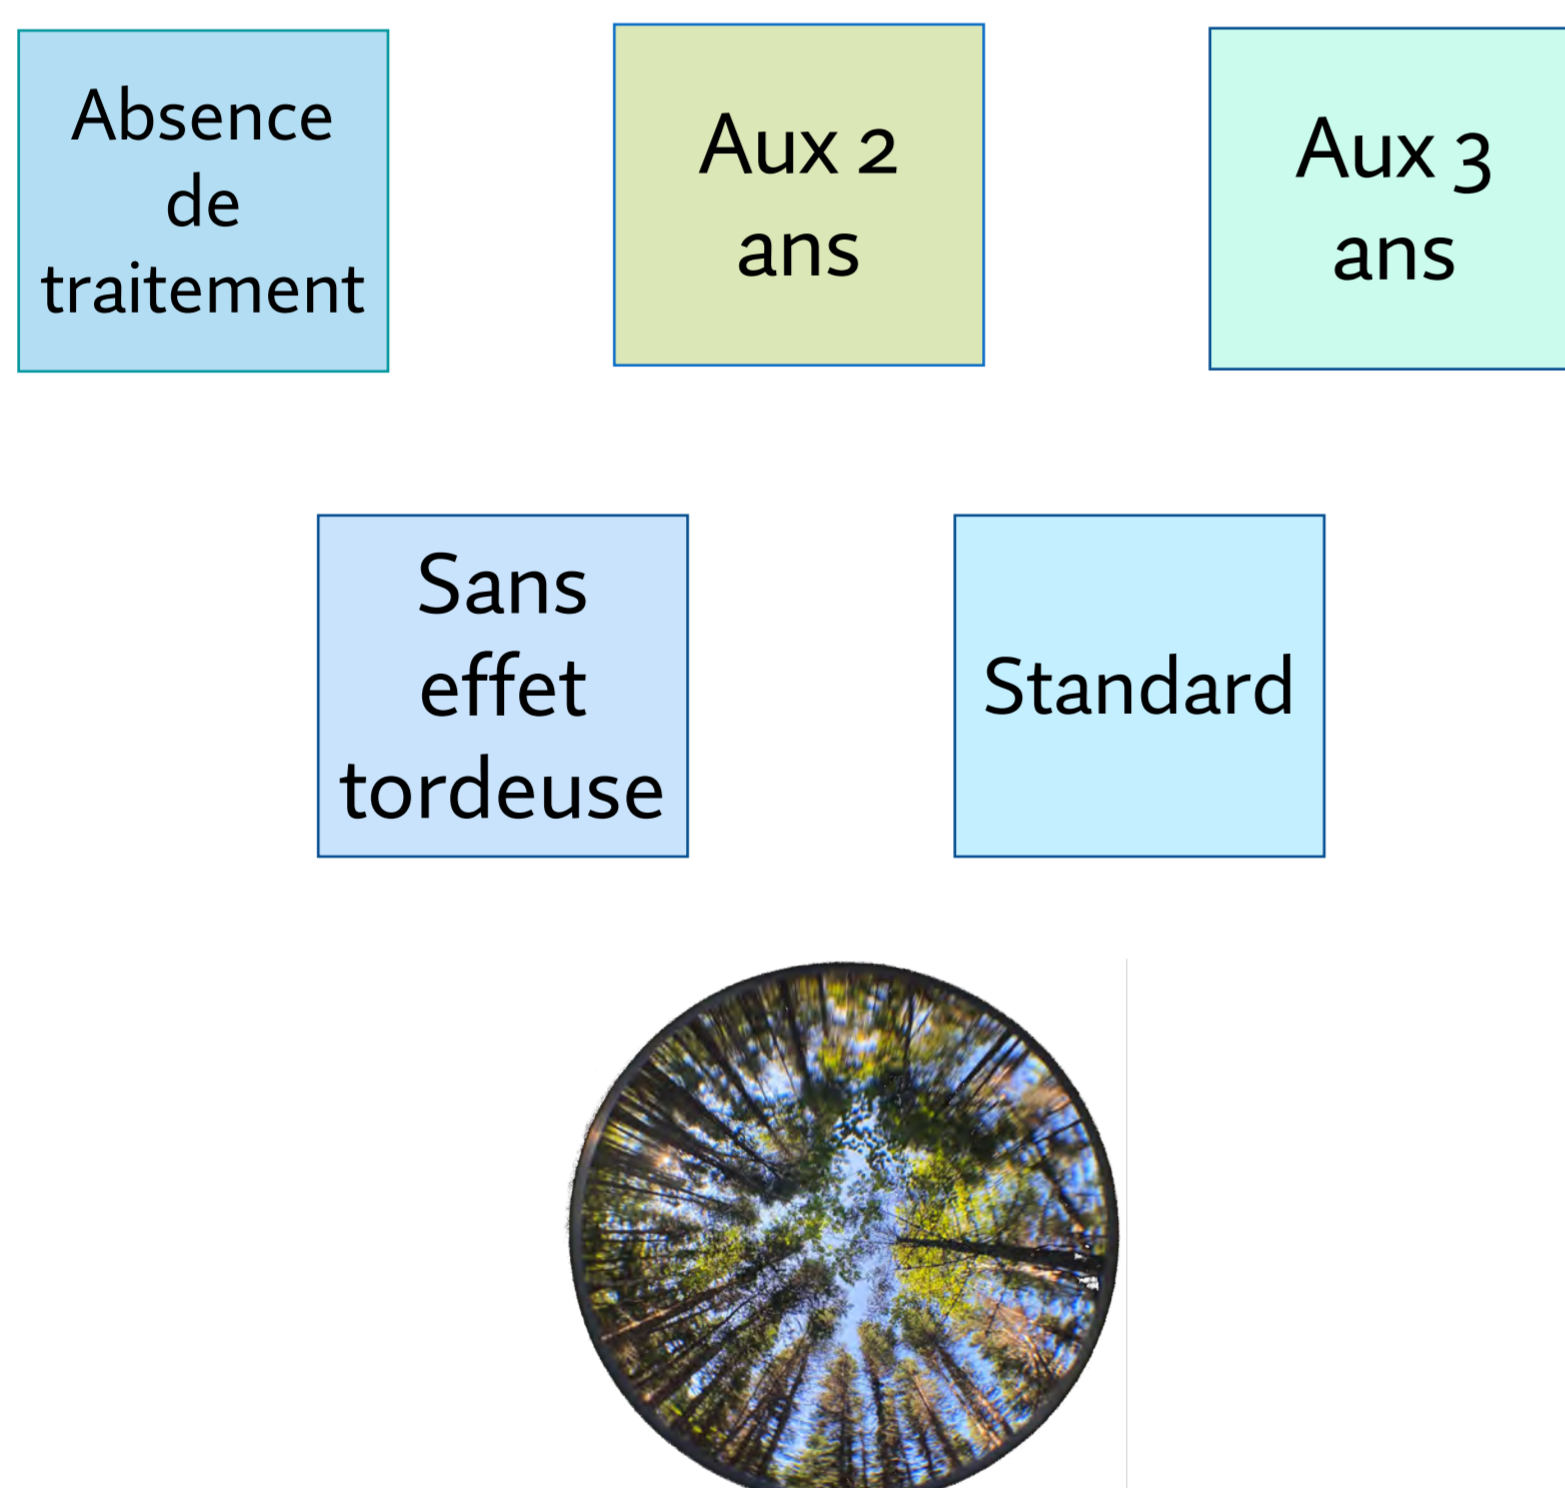 Absence
de
traitement
Aux 2
ans
Aux 3
ans
Sans
effet
tordeuse
Standard